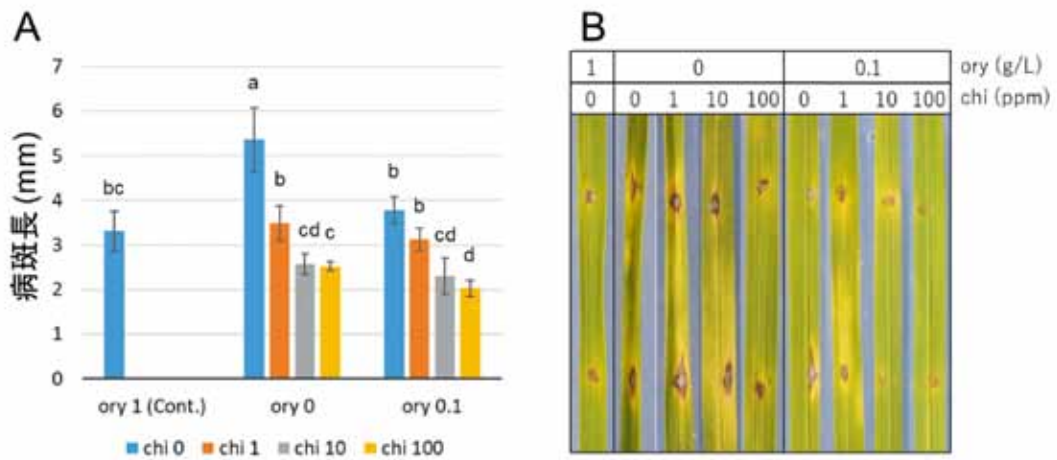 A
病斑長 (mm)
7
6
5
4
3
2
1
0
bc
a
b
cd
c
b
b
cd
d
ory 1 (Cont.)
ory 0
ory 0.1
chi 0
chi 1
chi 10
chi 100
B
1 0 0.1 ory (g/L)
0 0 1 10 100 0 1 10 100 chi (ppm)